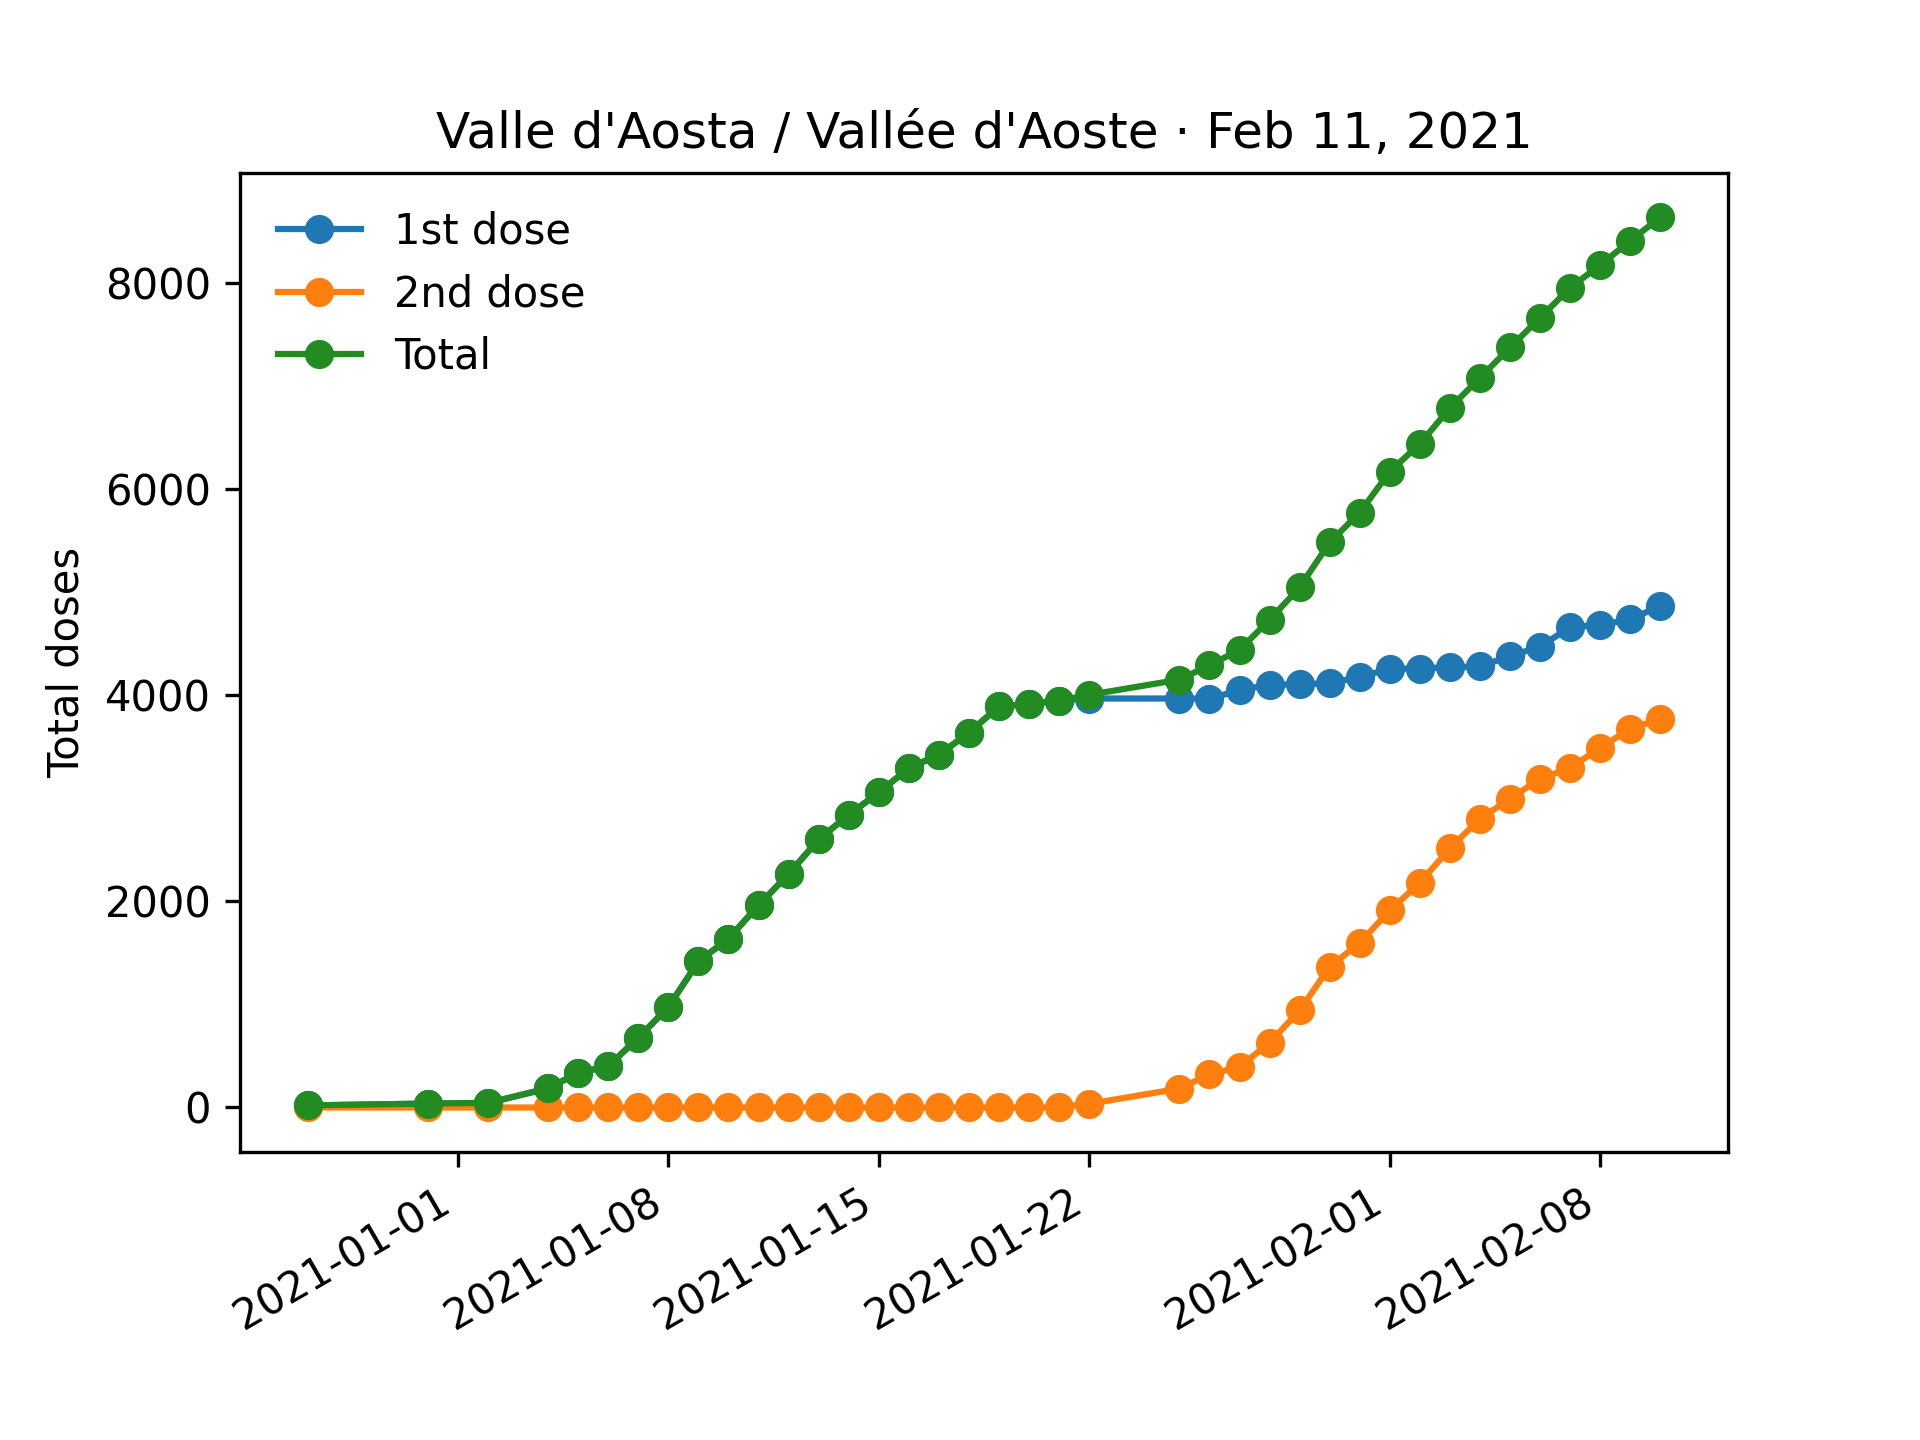 Valle d'Aosta / Vallée d'Aoste · Feb 11, 2021
1st dose
2nd dose
Total
Total doses
8000
6000
4000
2000
0
2021-01-01
2021-01-08
2021-01-15
2021-01-22
2021-02-01
2021-02-08